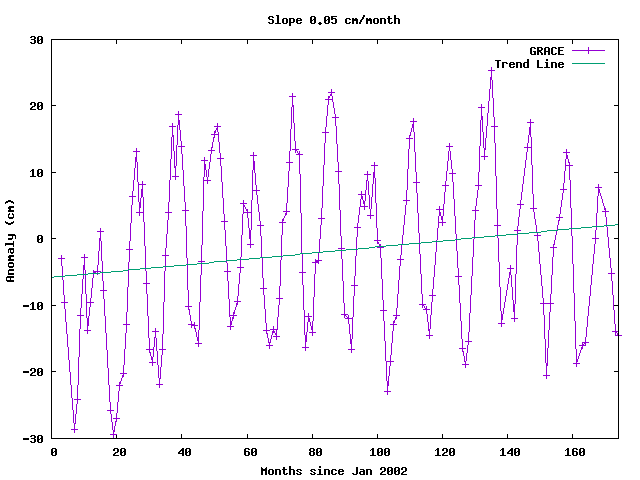 Slope 0.05 cm/month
GRACE
Trend Line
30
20
10
0
-10
-20
-30
Anomaly (cm)
0 20 40 60 80 100 120 140 160
Months since Jan 2002